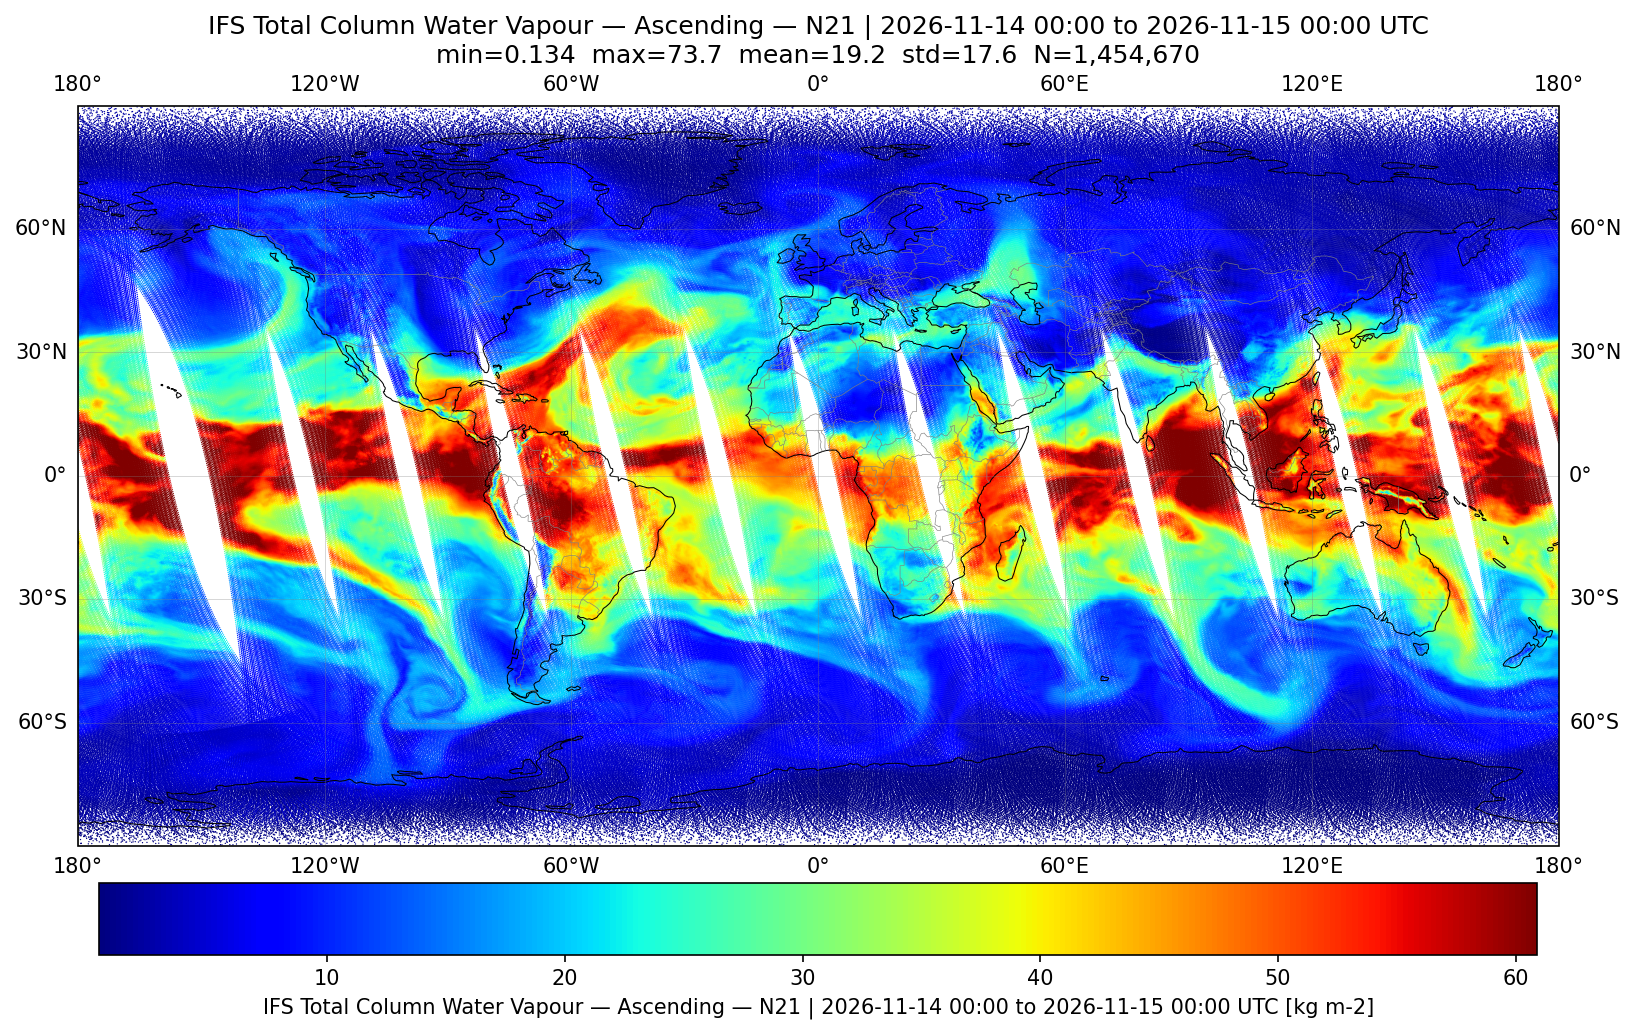 IFS Total Column Water Vapour — Ascending — N21 | 2026-11-14 00:00 to 2026-11-15 00:00 UTC
min=0.134 max=73.7 mean=19.2 std=17.6 N=1,454,670
180° 120°W 60°W 0° 60°E 120°E 180°
60°N 60°N
30°N 30°N
0° 0°
30°S 30°S
60°S 60°S
180° 120°W 60°W 0° 60°E 120°E 180°
10 20 30 40 50 60
IFS Total Column Water Vapour — Ascending — N21 | 2026-11-14 00:00 to 2026-11-15 00:00 UTC [kg m-2]